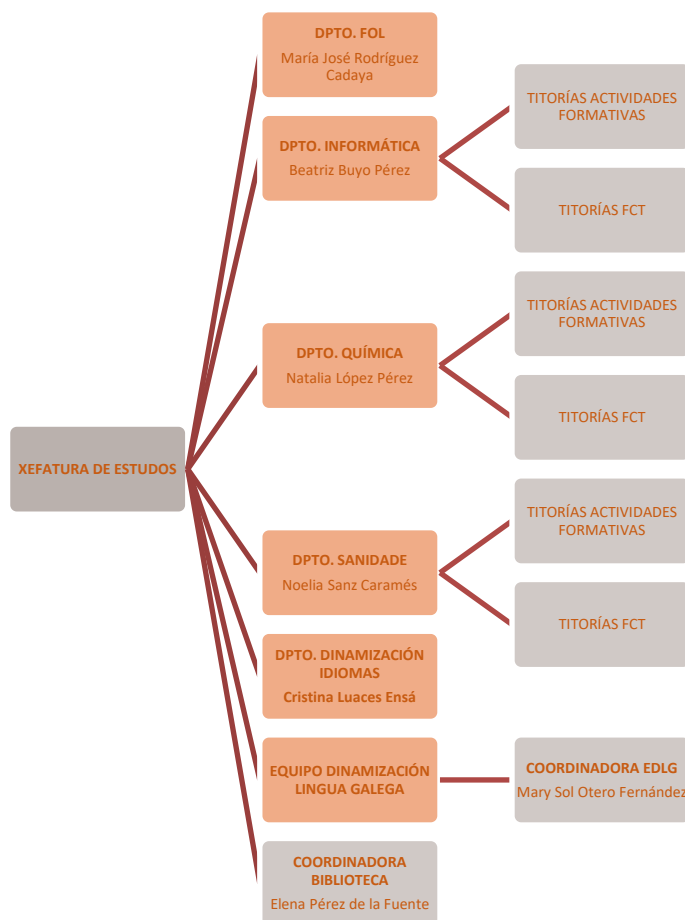 DPTO. FOL
María José Rodríguez
Cadaya
DPTO. INFORMÁTICA
Beatriz Buyo Pérez
TITORÍAS ACTIVIDADES
FORMATIVAS
TITORÍAS FCT
DPTO. QUÍMICA
Natalia López Pérez
TITORÍAS ACTIVIDADES
FORMATIVAS
TITORÍAS FCT
XEFATURA DE ESTUDOS
DPTO. SANIDADE
Noelia Sanz Caramés
TITORÍAS ACTIVIDADES
FORMATIVAS
TITORÍAS FCT
DPTO. DINAMIZACIÓN
IDIOMAS
Cristina Luaces Ensá
EQUIPO DINAMIZACIÓN
LINGUA GALEGA
COORDINADORA EDLG
Mary Sol Otero Fernández
COORDINADORA
BIBLIOTECA
Elena Pérez de la Fuente